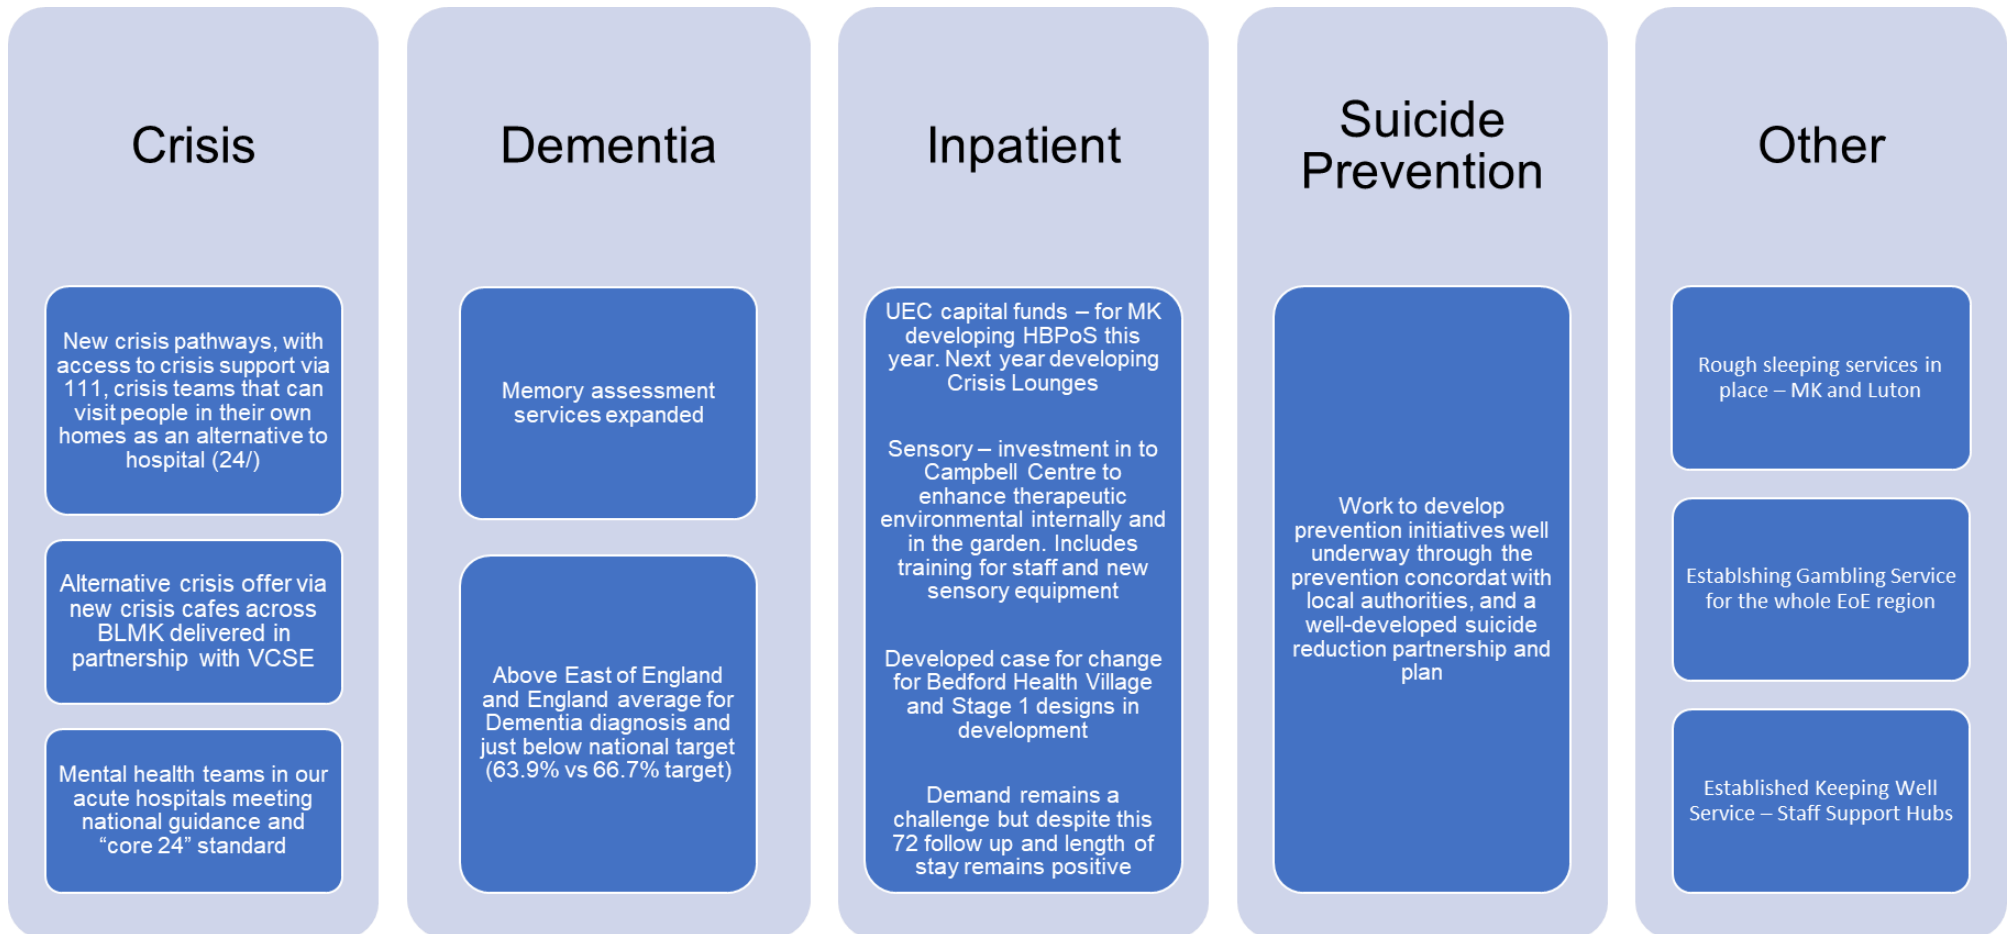 Crisis
New crisis pathways, with
access to crisis support via
111, crisis teams that can
visit people in their own
homes as an alternative to
hospital (24/)
Alternative crisis offer via
new crisis cafes across
BLMK delivered in
partnership with VCSE
Mental health teams in our
acute hospitals meeting
national guidance and
“core 24” standard
Dementia
Memory assessment
services expanded
Above East of England
and England average for
Dementia diagnosis and
just below national target
(63.9% vs 66.7% target)
Inpatient
UEC capital funds – for MK
developing HBPoS this
year. Next year developing
Crisis Lounges
Sensory – investment in to
Campbell Centre to
enhance therapeutic
environmental internally and
in the garden. Includes
training for staff and new
sensory equipment
Developed case for change
for Bedford Health Village
and Stage 1 designs in
development
Demand remains a
challenge but despite this
72 follow up and length of
stay remains positive
Suicide
Prevention
Work to develop
prevention initiatives well
underway through the
prevention concordat with
local authorities, and a
well-developed suicide
reduction partnership and
plan
Other
Rough sleeping services in
place – MK and Luton
Establshing Gambling Service
for the whole EoE region
Established Keeping Well
Service – Staff Support Hubs